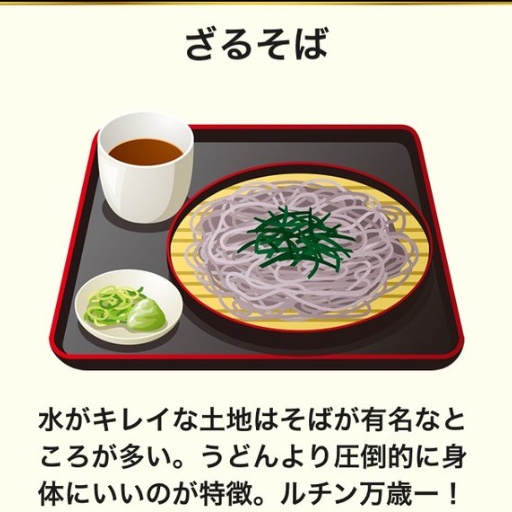 ざるそば
水がキレイな土地はそばが有名なと
ころが多い。うどんより圧倒的に身
体にいいのが特徴。ルチン万歳ー！